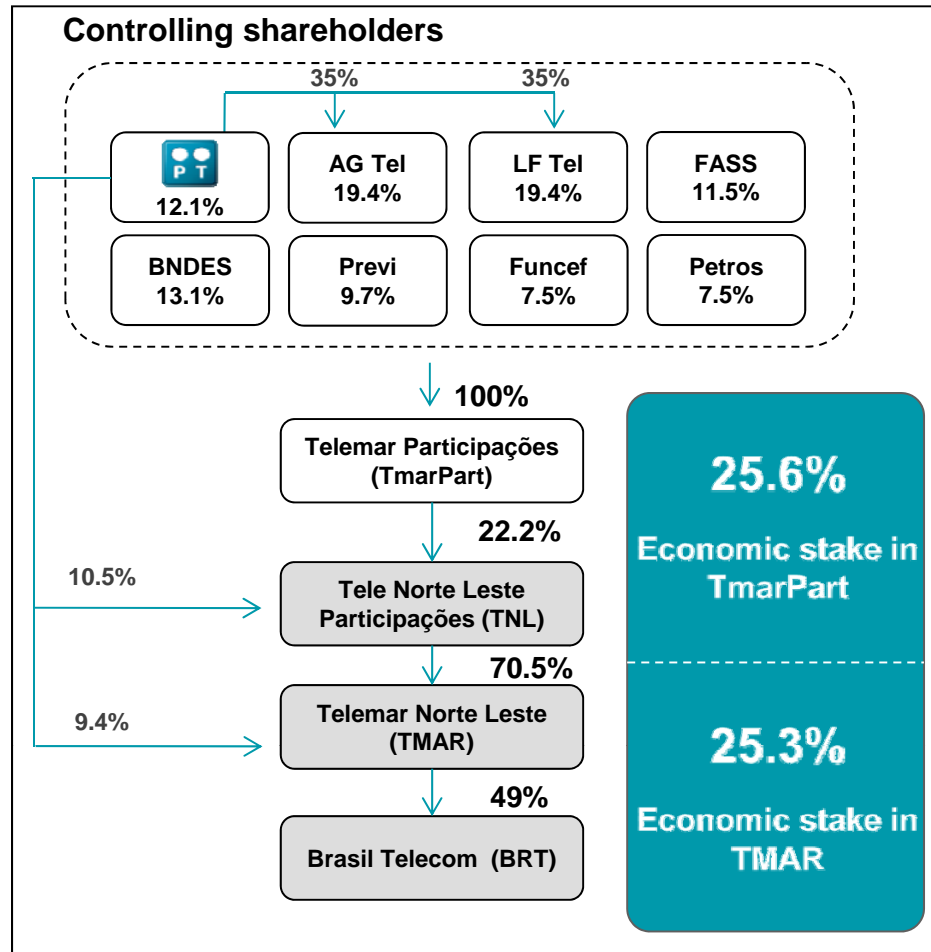 Controlling shareholders
35%
35%
P T
12.1%
AG Tel
19.4%
LF Tel
19.4%
FASS
11.5%
BNDES
13.1%
Previ
9.7%
Funcef
7.5%
Petros
7.5%
100%
Telemar Participações
(TmarPart)
22.2%
10.5%
Tele Norte Leste
Participações (TNL)
70.5%
9.4%
Telemar Norte Leste
(TMAR)
49%
Brasil Telecom (BRT)
25.6%
Economic stake in
TmarPart
25.3%
Economic stake in
TMAR